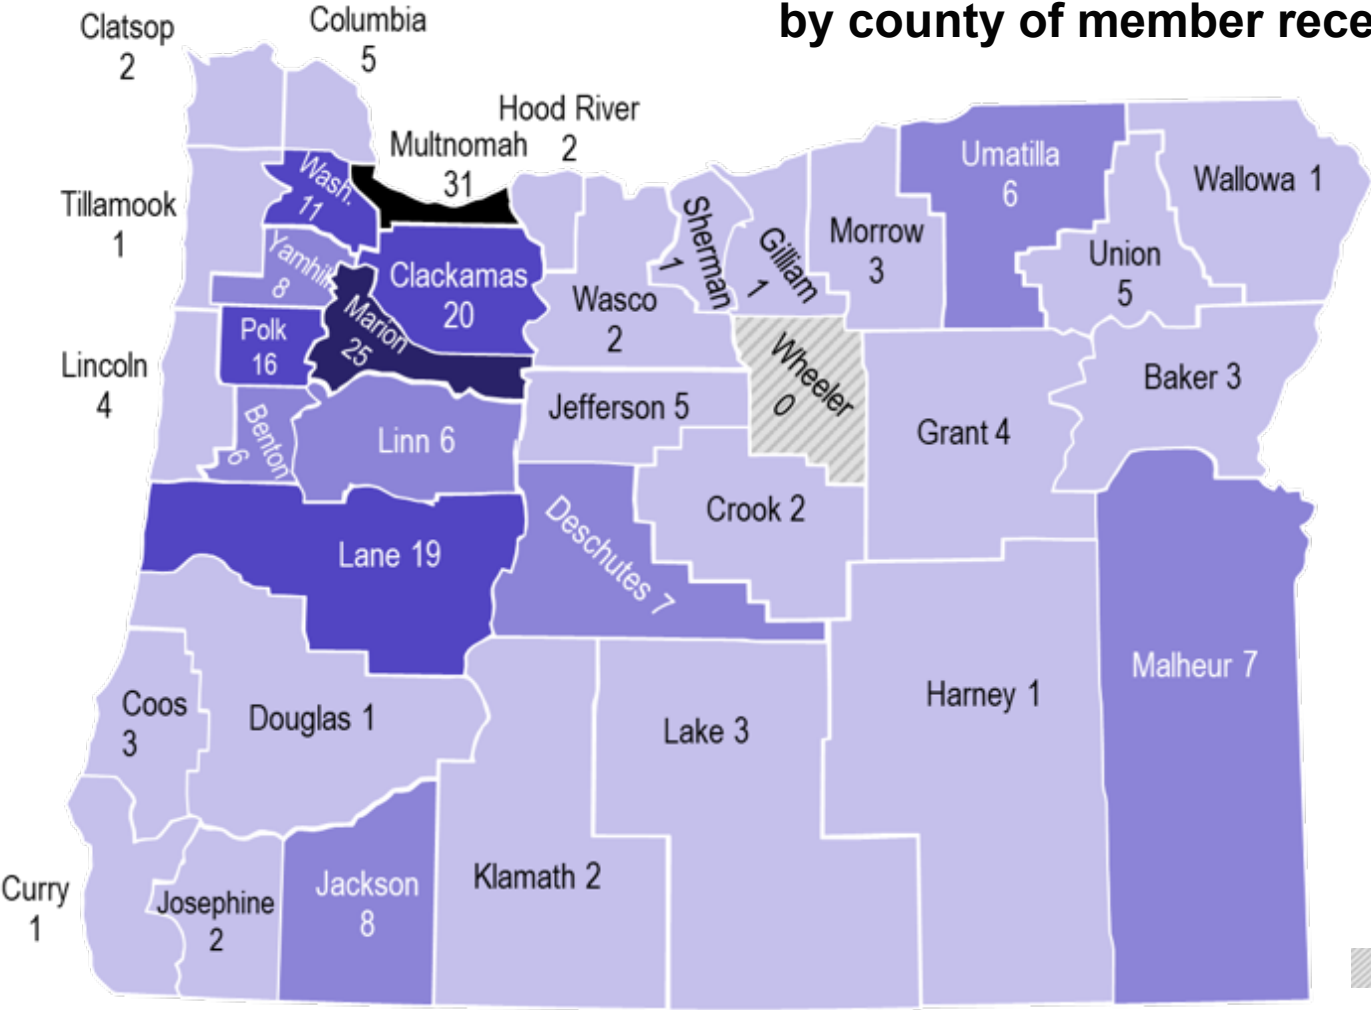 by county of member rece
Clatsop
2
Columbia
5
Hood River
2
Multnomah
31
Wash.
11
Tillamook
1
Yamhill
8
Clackamas
20
Marion
25
Polk
16
Lincoln
4
Benton
6
Linn 6
Wasco
2
Sherman
1
Gilliam
1
Morrow
3
Umatilla
6
Union
5
Wallowa 1
Baker 3
Wheeler
0
Jefferson 5
Grant 4
Crook 2
Deschutes 7
Lane 19
Coos
3
Douglas 1
Lake 3
Harney 1
Malheur 7
Curry
1
Josephine
2
Jackson
8
Klamath 2